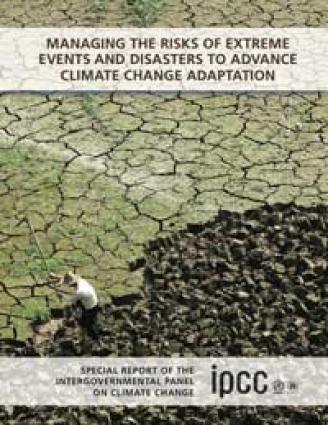 MANAGING THE RISKS OF EXTREME
EVENTS AND DISASTERS TO ADVANCE
CLIMATE CHANGE ADAPTATION
SPECIAL REPORT OF THE
INTERGOVERNMENTAL PANEL
ON CLIMATE CHANGE
ipcc